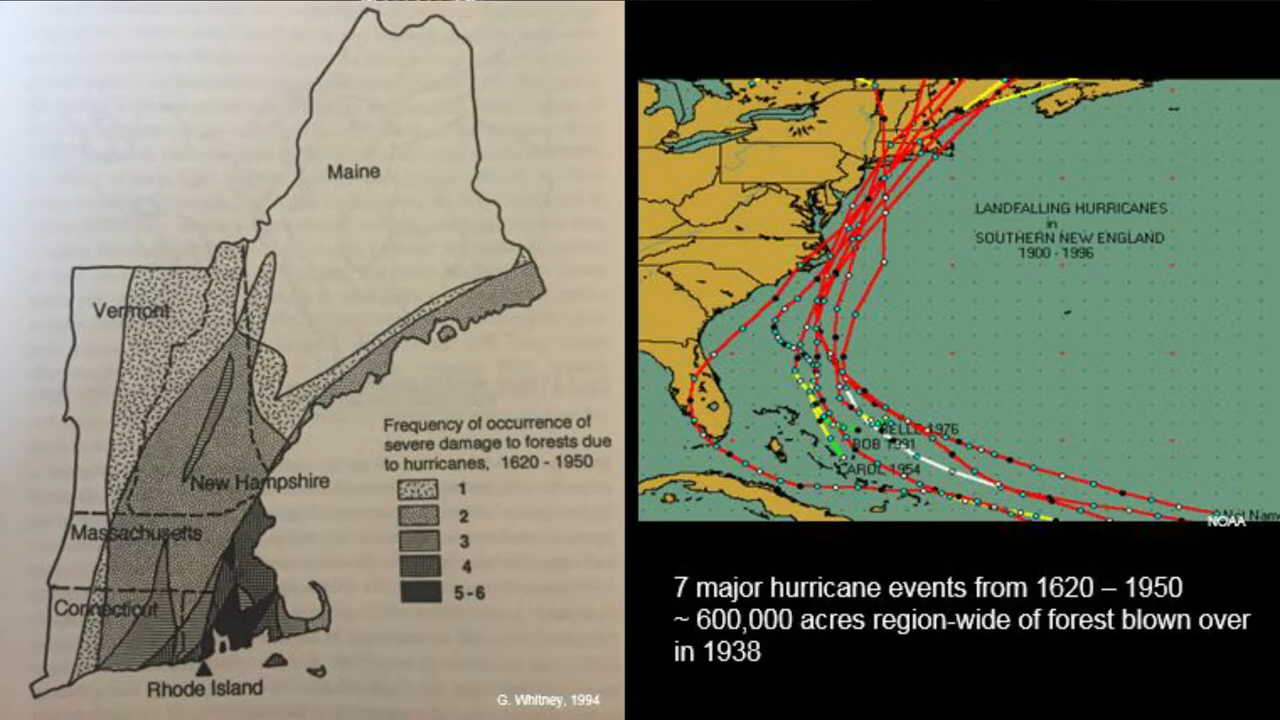 Maine
Vermont
New Hampshire
Massachusetts
Connecticut
Rhode Island
Frequency of occurrence of
severe damage to forests due
to hurricanes, 1620 - 1950
1
2
3
4
5-6
G. Whitney, 1994
LANDFALLING HURRICANES
in
SOUTHERN NEW ENGLAND
1900 - 1996
BELLE 1976
BOB 1991
CAROL 1954
Not Nam
NOAA
7 major hurricane events from 1620 – 1950
~ 600,000 acres region-wide of forest blown over
in 1938